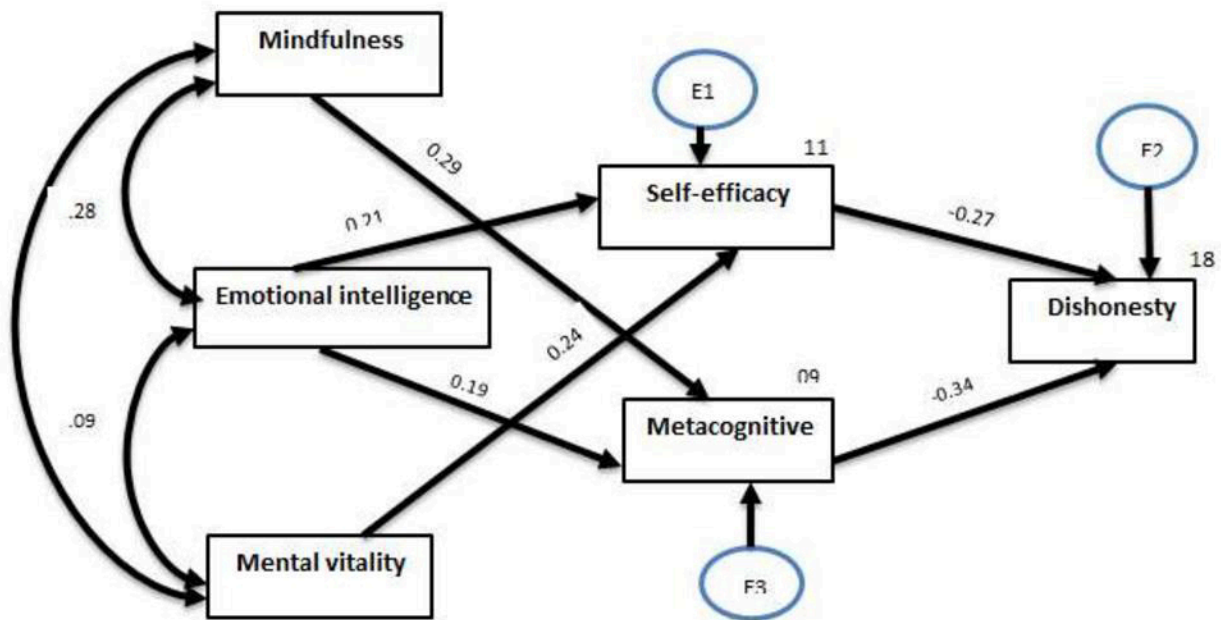 Mindfulness
E1
0.29
11
Self-efficacy
.28
0.21
-0.27
18
Emotional intelligence
Dishonesty
0.24
0.19
09
-0.34
.09
Metacognitive
Mental vitality